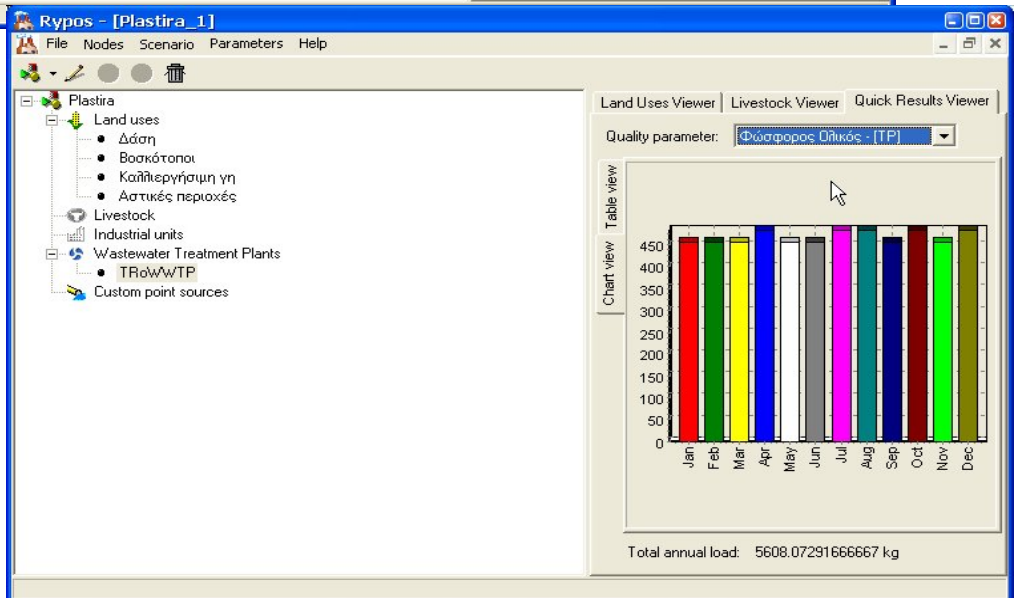 Rypos - [Plastira_1]
File Nodes Scenario Parameters Help
Plastira
Land uses
Δάση
Βοσκότοποι
Καλλιεργήσιμη γη
Αστικές περιοχές
Livestock
Industrial units
Wastewater Treatment Plants
TRoWWTP
Custom point sources
Land Uses Viewer Livestock Viewer Quick Results Viewer
Quality parameter: Φώσφορος Ολικός - [TP]
Table view
Chart view
450
400
350
300
250
200
150
100
50
0
Jan Feb Mar Apr May Jun Jul Aug Sep Oct Nov Dec
Total annual load: 5608.07291666667 kg